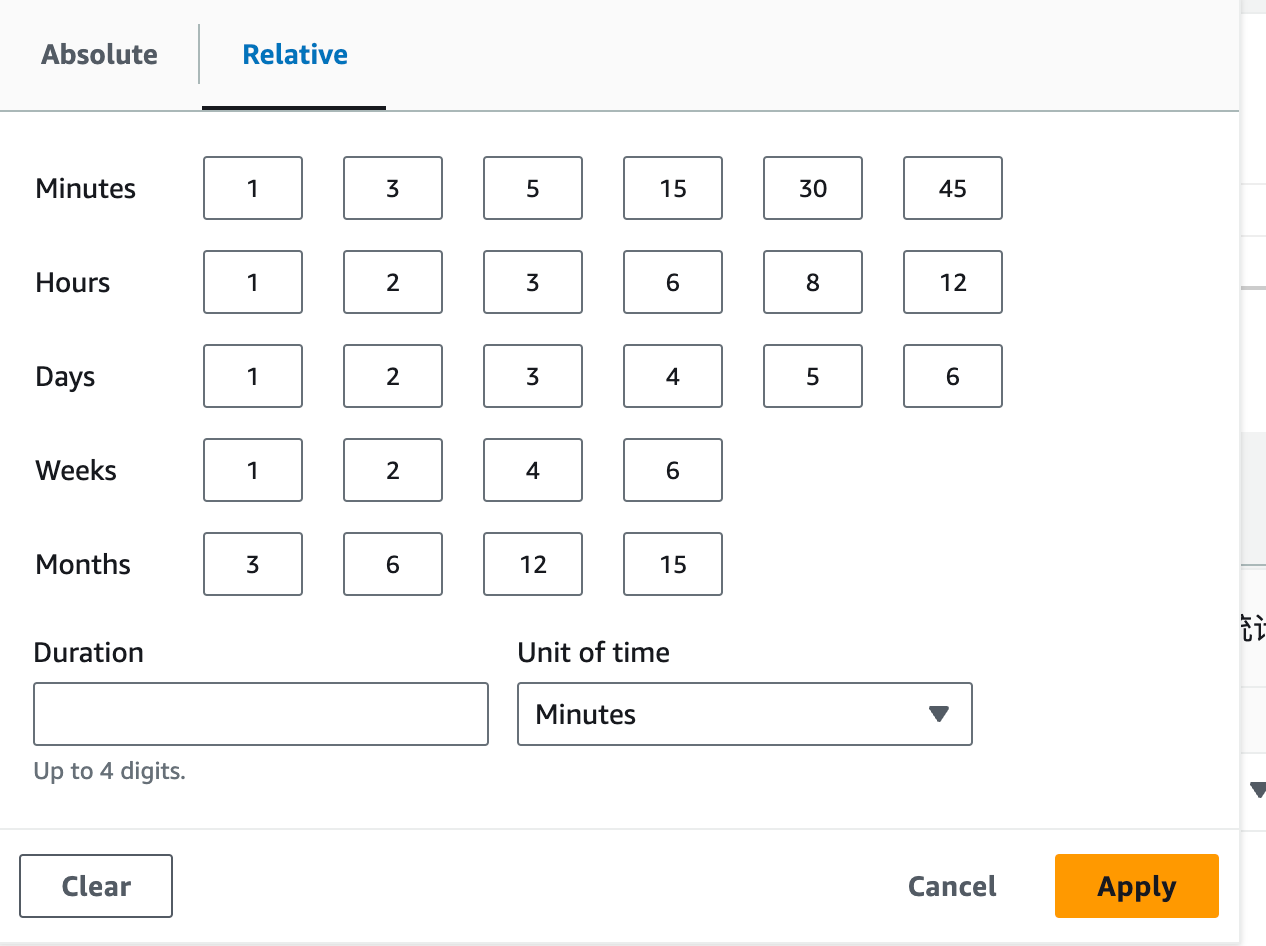 Absolute Relative
Minutes 1 3 5 15 30 45
Hours 1 2 3 6 8 12
Days 1 2 3 4 5 6
Weeks 1 2 4 6
Months 3 6 12 15
Duration Unit of time
Minutes
Up to 4 digits.
Clear Cancel Apply